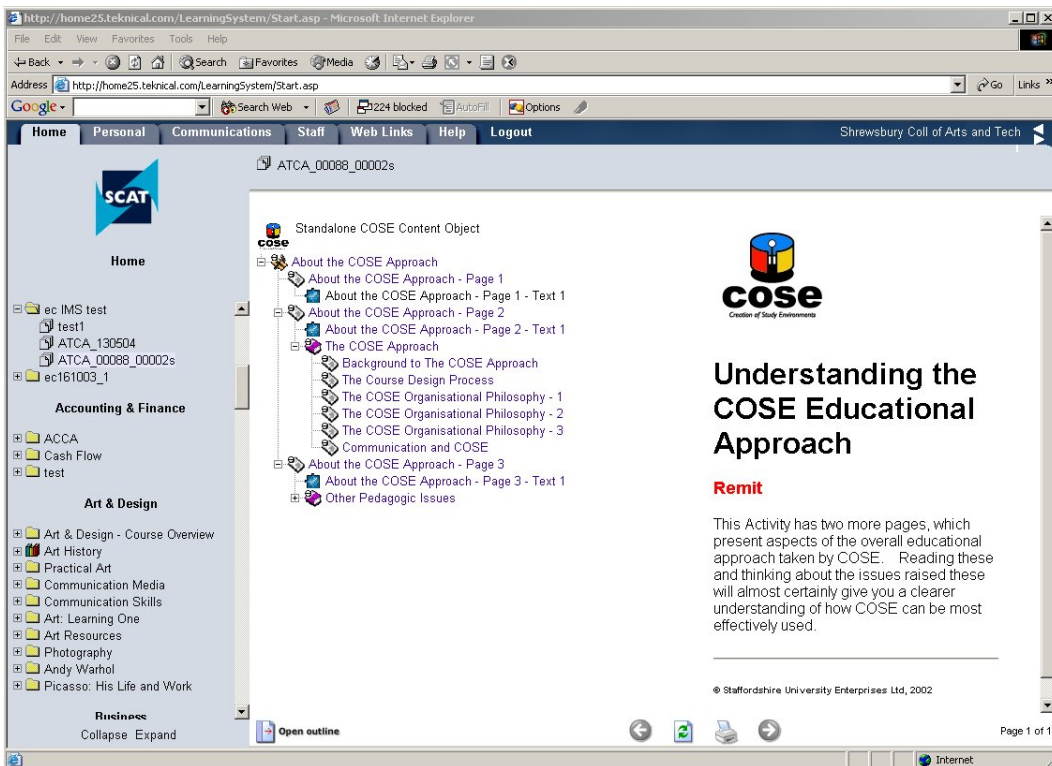 http://home25.teknical.com/LearningSystem/Start.asp - Microsoft Internet Explorer
File Edit View Favorites Tools Help
Back Search Favorites Media
Address http://home25.teknical.com/LearningSystem/Start.asp Go Links »
Google Search Web 224 blocked AutoFill Options
Home Personal Communications Staff Web Links Help Logout Shrewsbury Coll of Arts and Tech
SCAT
Home
ec IMS test
test1
ATCA_130504
ATCA_00088_00002s
ec161003_1
Accounting & Finance
ACCA
Cash Flow
test
Art & Design
Art & Design - Course Overview
Art History
Practical Art
Communication Media
Communication Skills
Art: Learning One
Art Resources
Photography
Andy Warhol
Picasso: His Life and Work
Business
Collapse Expand
ATCA_00088_00002s
cose
Standalone COSE Content Object
About the COSE Approach
About the COSE Approach - Page 1
About the COSE Approach - Page 1 - Text 1
About the COSE Approach - Page 2
About the COSE Approach - Page 2 - Text 1
The COSE Approach
Background to The COSE Approach
The Course Design Process
The COSE Organisational Philosophy - 1
The COSE Organisational Philosophy - 2
The COSE Organisational Philosophy - 3
Communication and COSE
About the COSE Approach - Page 3
About the COSE Approach - Page 3 - Text 1
Other Pedagogic Issues
cose
Creation of Study Environments
Understanding the
COSE Educational
Approach
Remit
This Activity has two more pages, which
present aspects of the overall educational
approach taken by COSE. Reading these
and thinking about the issues raised these
will almost certainly give you a clearer
understanding of how COSE can be most
effectively used.
© Staffordshire University Enterprises Ltd, 2002
Open outline
Page 1 of 1
Internet